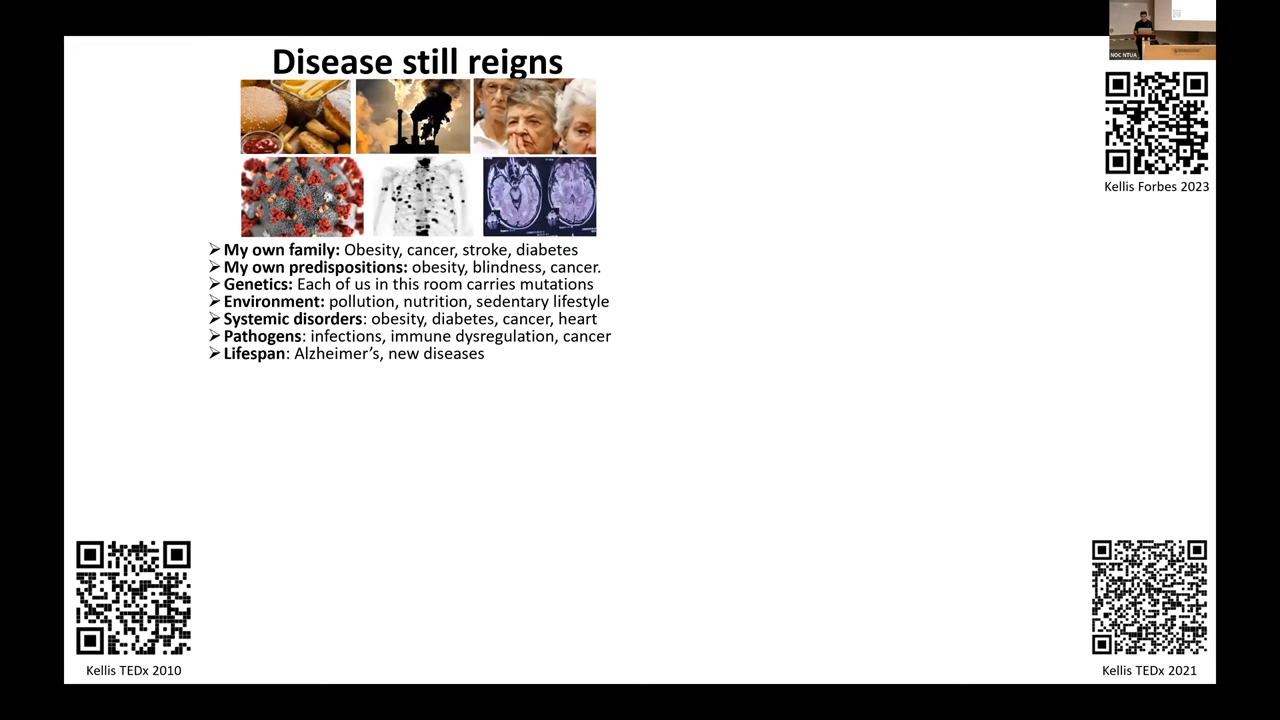 Disease still reigns
➢ My own family: Obesity, cancer, stroke, diabetes
➢ My own predispositions: obesity, blindness, cancer.
➢ Genetics: Each of us in this room carries mutations
➢ Environment: pollution, nutrition, sedentary lifestyle
➢ Systemic disorders: obesity, diabetes, cancer, heart
➢ Pathogens: infections, immune dysregulation, cancer
➢ Lifespan: Alzheimer's, new diseases
NOC NTUA
Kellis Forbes 2023
Kellis TEDx 2010
Kellis TEDx 2021